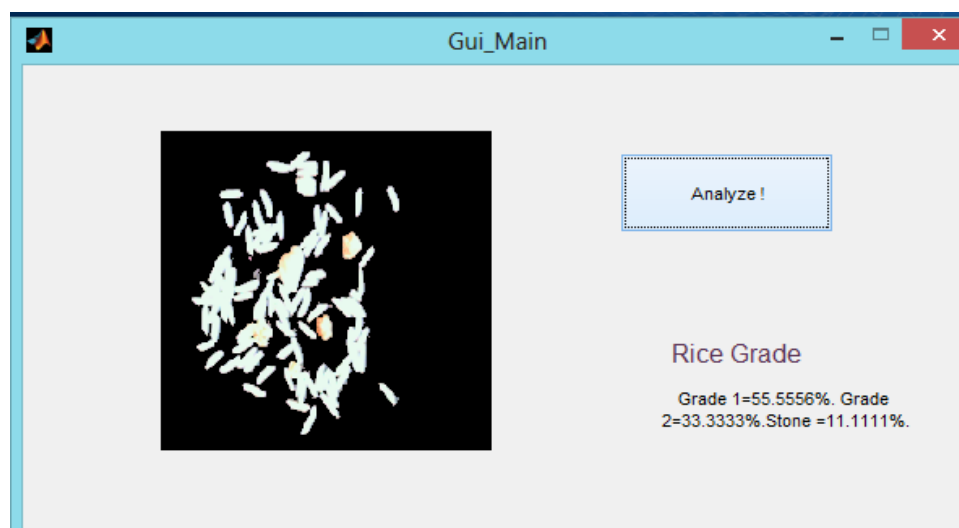 Gui_Main
Analyze !
Rice Grade
Grade 1=55.5556%. Grade
2=33.3333%.Stone =11.1111%.